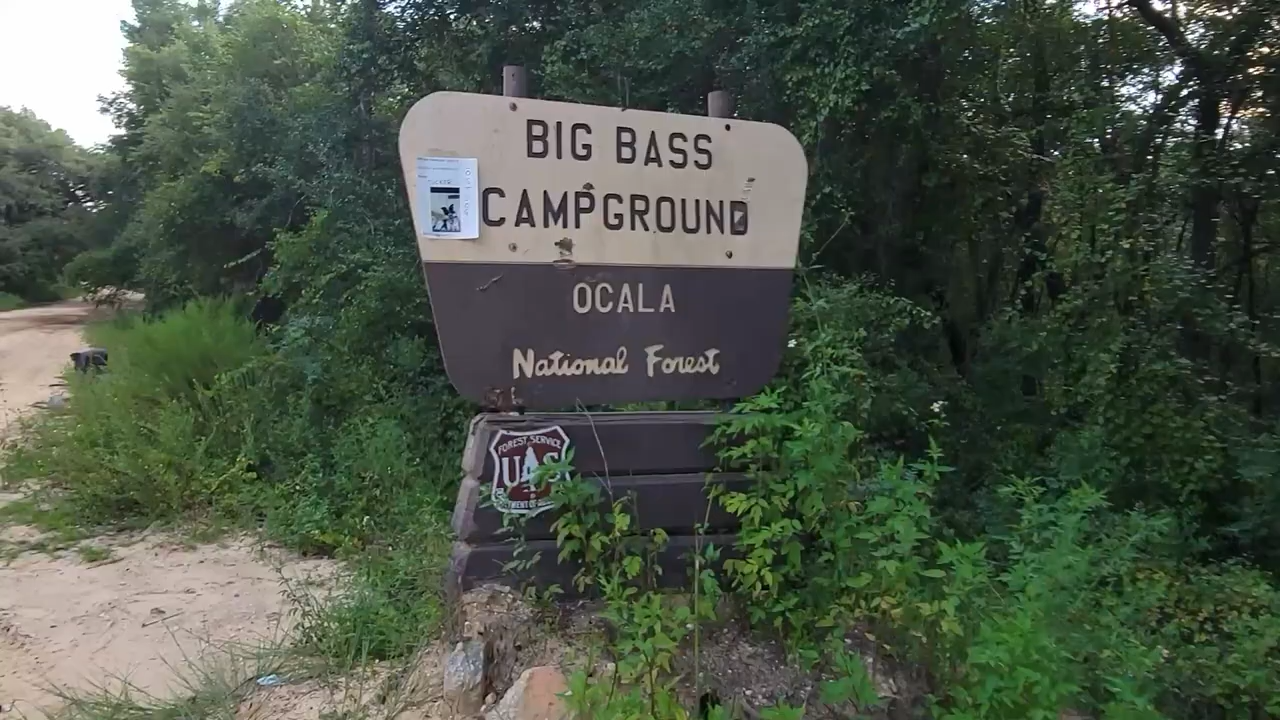 BIG BASS
CAMPGROUND
OCALA
National Forest
FOREST SERVICE
U S